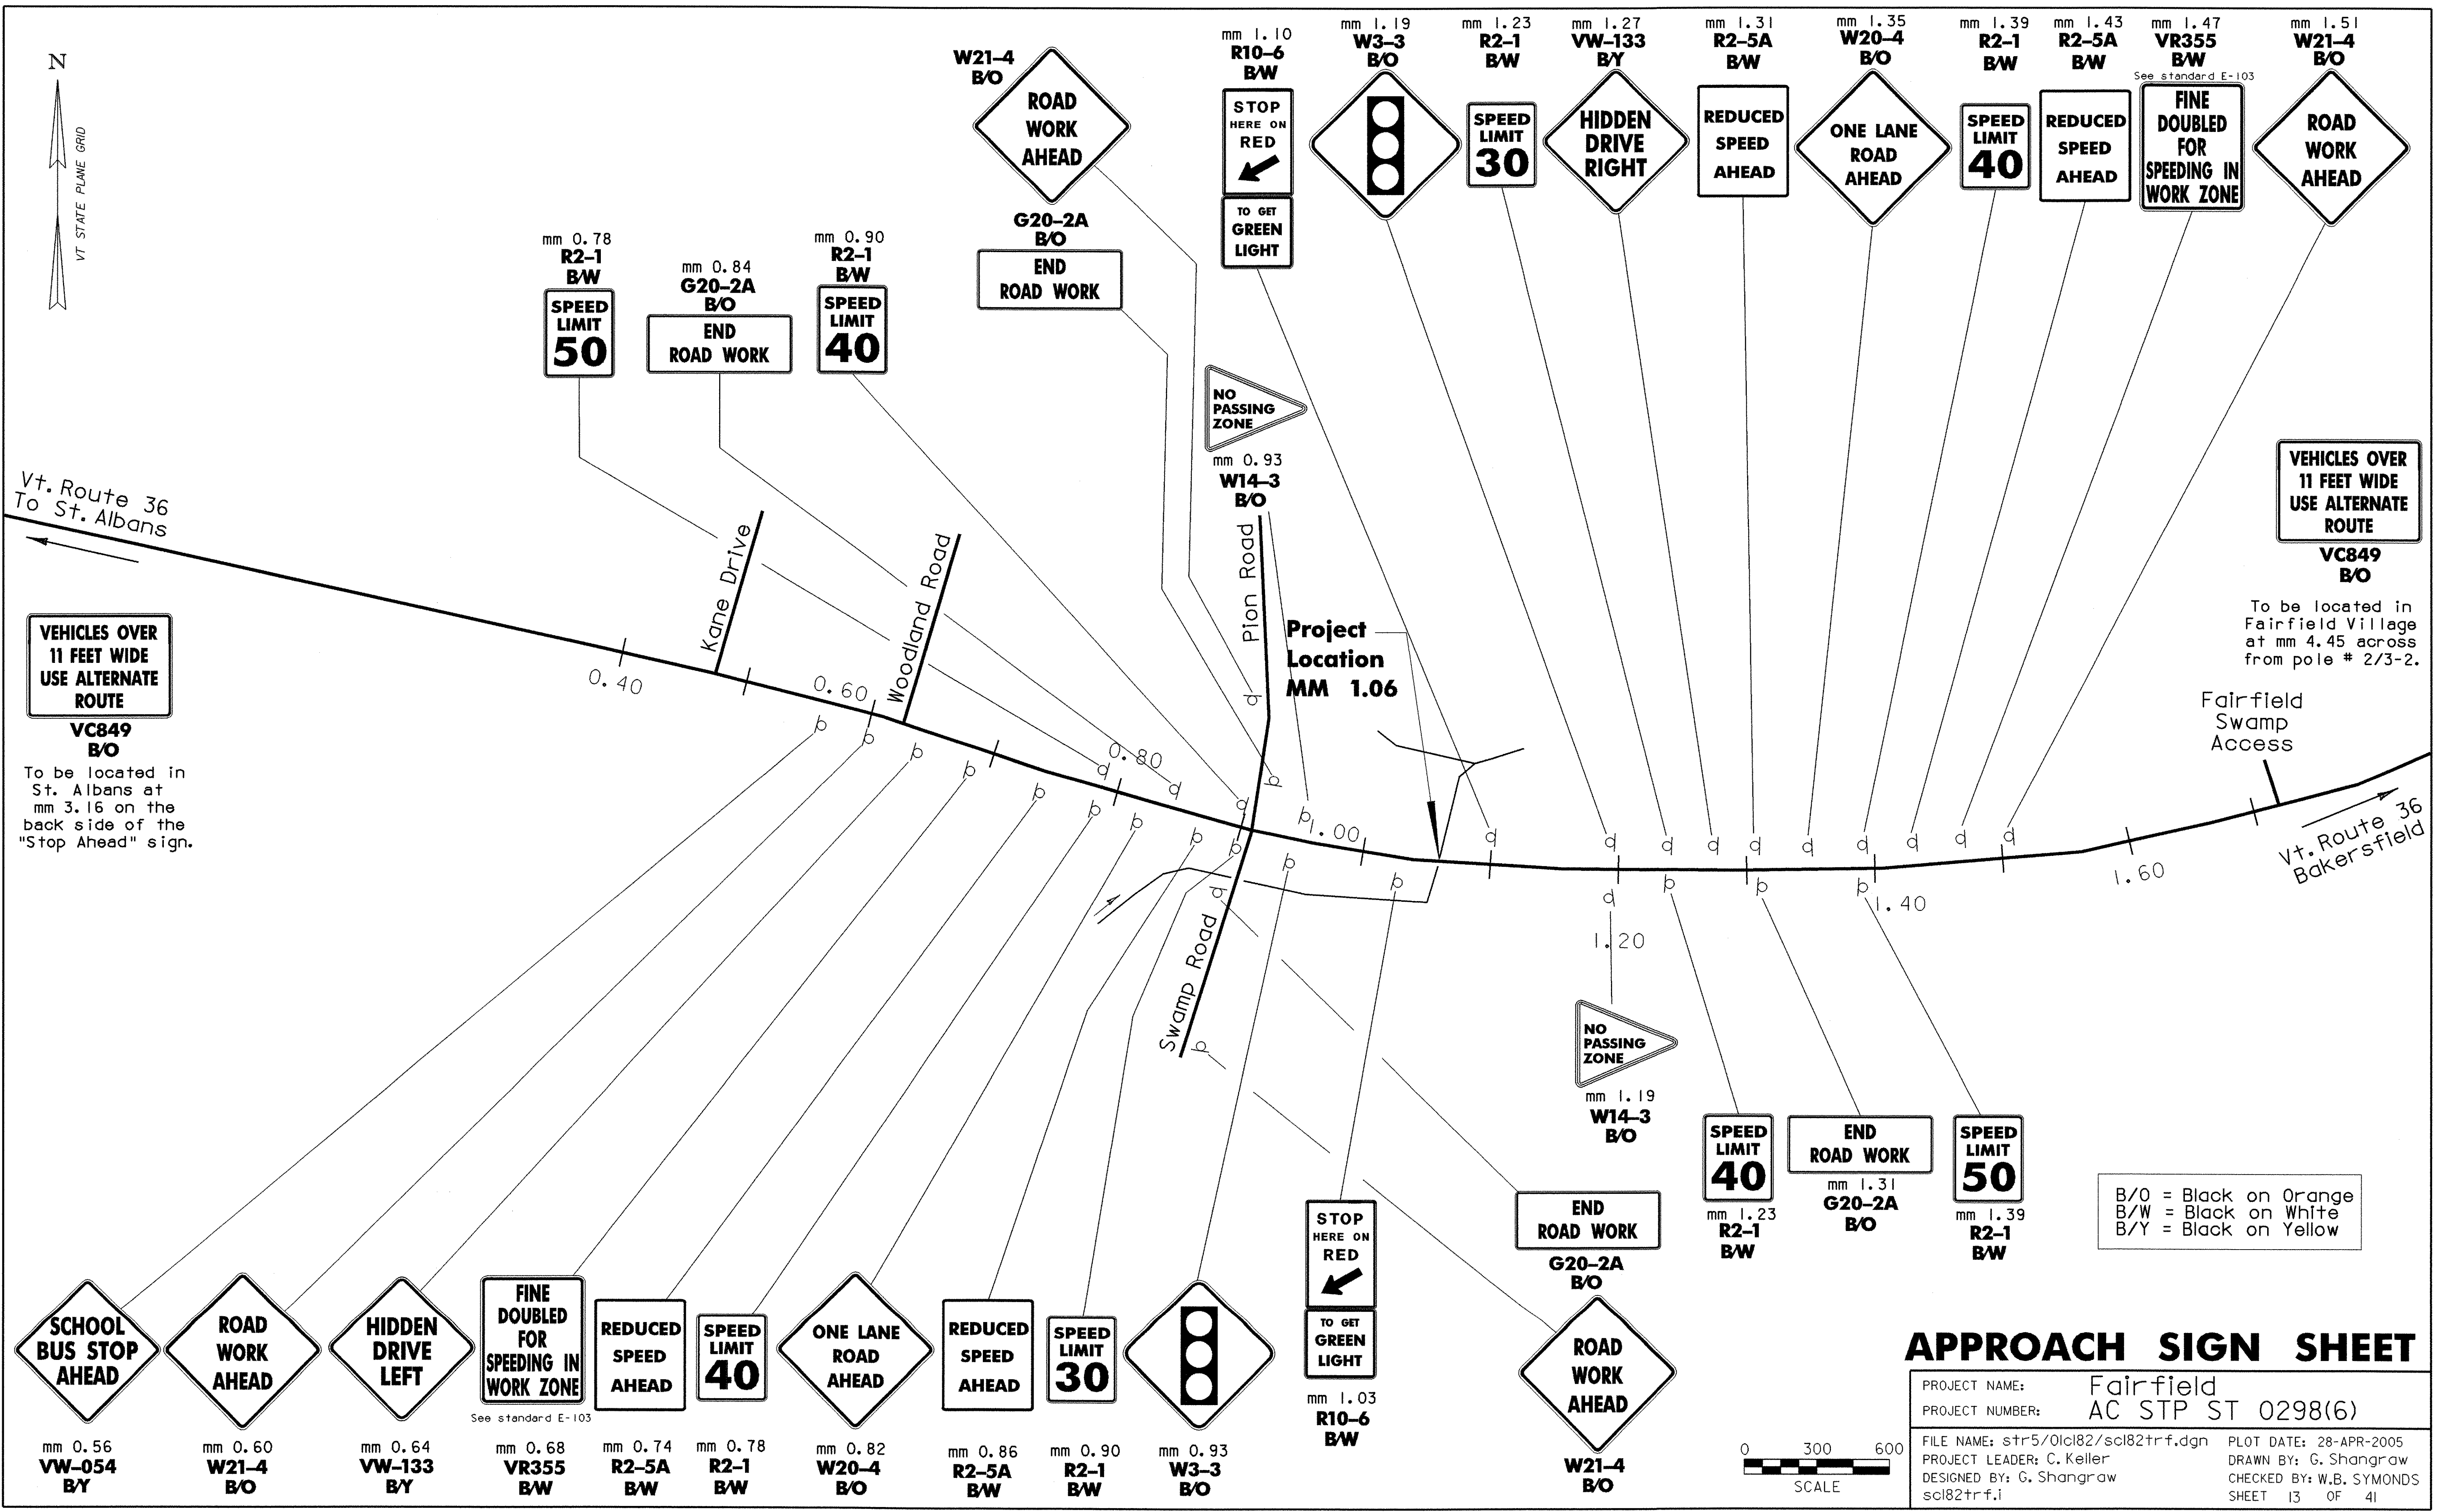 N
VT STATE PLANE GRID
W21-4
B/O
ROAD
WORK
AHEAD
G20-2A
B/O
END
ROAD WORK
mm 1.10
R10-6
B/W
STOP
HERE ON
RED
TO GET
GREEN
LIGHT
mm 1.19
W3-3
B/O
mm 1.23
R2-1
B/W
SPEED
LIMIT
30
mm 1.27
VW-133
B/Y
HIDDEN
DRIVE
RIGHT
mm 1.31
R2-5A
B/W
REDUCED
SPEED
AHEAD
mm 1.35
W20-4
B/O
ONE LANE
ROAD
AHEAD
mm 1.39
R2-1
B/W
SPEED
LIMIT
40
mm 1.43
R2-5A
B/W
REDUCED
SPEED
AHEAD
mm 1.47
VR355
B/W
See standard E-103
FINE
DOUBLED
FOR
SPEEDING IN
WORK ZONE
mm 1.51
W21-4
B/O
ROAD
WORK
AHEAD
mm 0.78
R2-1
B/W
SPEED
LIMIT
50
mm 0.84
G20-2A
B/O
END
ROAD WORK
mm 0.90
R2-1
B/W
SPEED
LIMIT
40
NO
PASSING
ZONE
mm 0.93
W14-3
B/O
Vt. Route 36
To St. Albans
VEHICLES OVER
11 FEET WIDE
USE ALTERNATE
ROUTE
VC849
B/O
To be located in
St. Albans at
mm 3.16 on the
back side of the
"Stop Ahead" sign.
Kane Drive
Woodland Road
Pion Road
Swamp Road
Project
Location
MM 1.06
0.40
0.60
0.80
1.00
1.20
1.40
1.60
VEHICLES OVER
11 FEET WIDE
USE ALTERNATE
ROUTE
VC849
B/O
To be located in
Fairfield Village
at mm 4.45 across
from pole # 2/3-2.
Fairfield
Swamp
Access
Vt. Route 36
Bakersfield
NO
PASSING
ZONE
mm 1.19
W14-3
B/O
SPEED
LIMIT
40
mm 1.23
R2-1
B/W
END
ROAD WORK
mm 1.31
G20-2A
B/O
SPEED
LIMIT
50
mm 1.39
R2-1
B/W
B/O = Black on Orange
B/W = Black on White
B/Y = Black on Yellow
SCHOOL
BUS STOP
AHEAD
mm 0.56
VW-054
B/Y
ROAD
WORK
AHEAD
mm 0.60
W21-4
B/O
HIDDEN
DRIVE
LEFT
mm 0.64
VW-133
B/Y
FINE
DOUBLED
FOR
SPEEDING IN
WORK ZONE
See standard E-103
mm 0.68
VR355
B/W
REDUCED
SPEED
AHEAD
mm 0.74
R2-5A
B/W
SPEED
LIMIT
40
mm 0.78
R2-1
B/W
ONE LANE
ROAD
AHEAD
mm 0.82
W20-4
B/O
REDUCED
SPEED
AHEAD
mm 0.86
R2-5A
B/W
SPEED
LIMIT
30
mm 0.90
R2-1
B/W
mm 0.93
W3-3
B/O
STOP
HERE ON
RED
TO GET
GREEN
LIGHT
mm 1.03
R10-6
B/W
END
ROAD WORK
G20-2A
B/O
ROAD
WORK
AHEAD
W21-4
B/O
0 300 600
SCALE
APPROACH SIGN SHEET
PROJECT NAME: Fairfield
PROJECT NUMBER: AC STP ST 0298(6)
FILE NAME: str5/01c182/sc182trf.dgn PLOT DATE: 28-APR-2005
PROJECT LEADER: C. Keller DRAWN BY: G. Shangraw
DESIGNED BY: G. Shangraw CHECKED BY: W.B. SYMONDS
sc182trf.i SHEET 13 OF 41